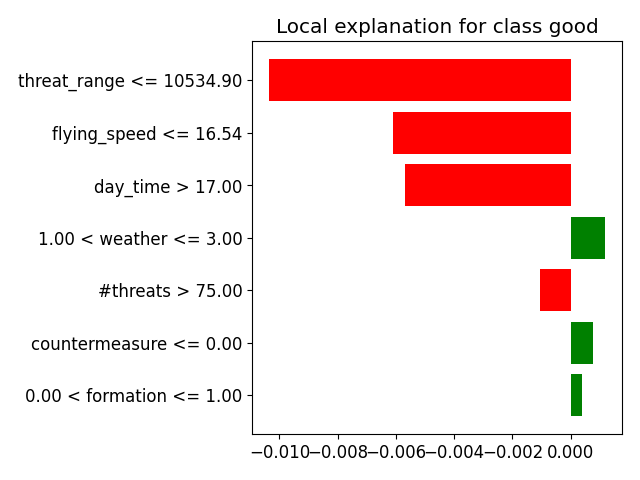 Local explanation for class good
threat_range <= 10534.90
flying_speed <= 16.54
day_time > 17.00
1.00 < weather <= 3.00
#threats > 75.00
countermeasure <= 0.00
0.00 < formation <= 1.00
−0.010 −0.008 −0.006 −0.004 −0.002 0.000